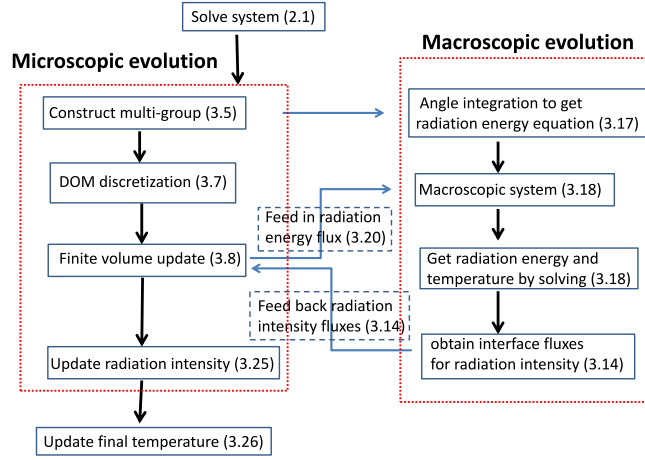 Solve system (2.1)
Microscopic evolution
Construct multi-group (3.5)
DOM discretization (3.7)
Finite volume update (3.8)
Update radiation intensity (3.25)
Update final temperature (3.26)
Feed in radiation
energy flux (3.20)
Feed back radiation
intensity fluxes (3.14)
Macroscopic evolution
Angle integration to get
radiation energy equation (3.17)
Macroscopic system (3.18)
Get radiation energy and
temperature by solving (3.18)
obtain interface fluxes
for radiation intensity (3.14)